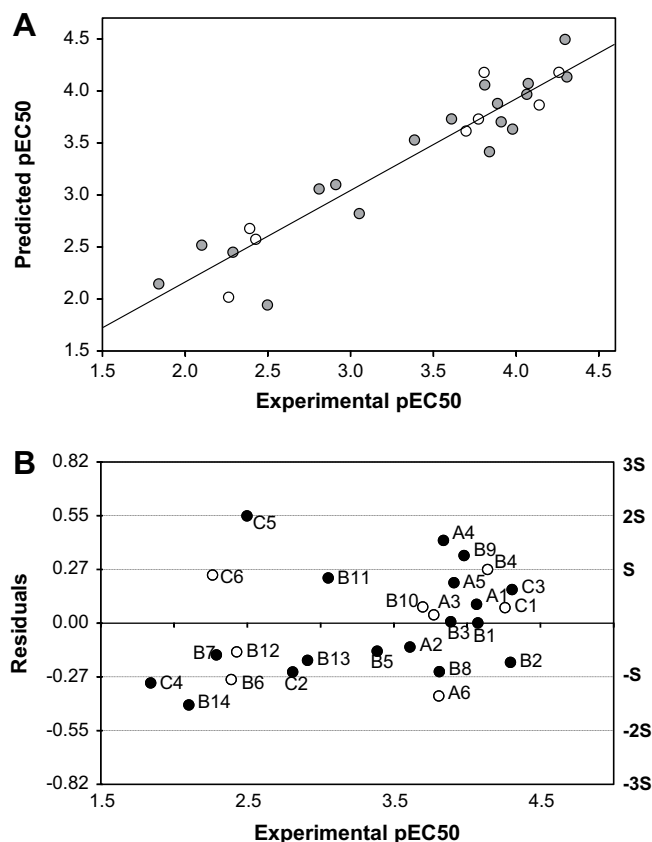 A
4.5
4.0
3.5
3.0
2.5
2.0
1.5
Predicted pEC50
1.5 2.0 2.5 3.0 3.5 4.0 4.5
Experimental pEC50
B
0.82
0.55
0.27
0.00
-0.27
-0.55
-0.82
Residuals
3S
2S
S
-S
-2S
-3S
C5
A4
B9
B4
C6
B11
A5
C3
B10
A3
A1
C1
B3
B1
B7
B12
B13
B5
A2
B2
C4
B6
C2
B8
B14
A6
1.5 2.5 3.5 4.5
Experimental pEC50